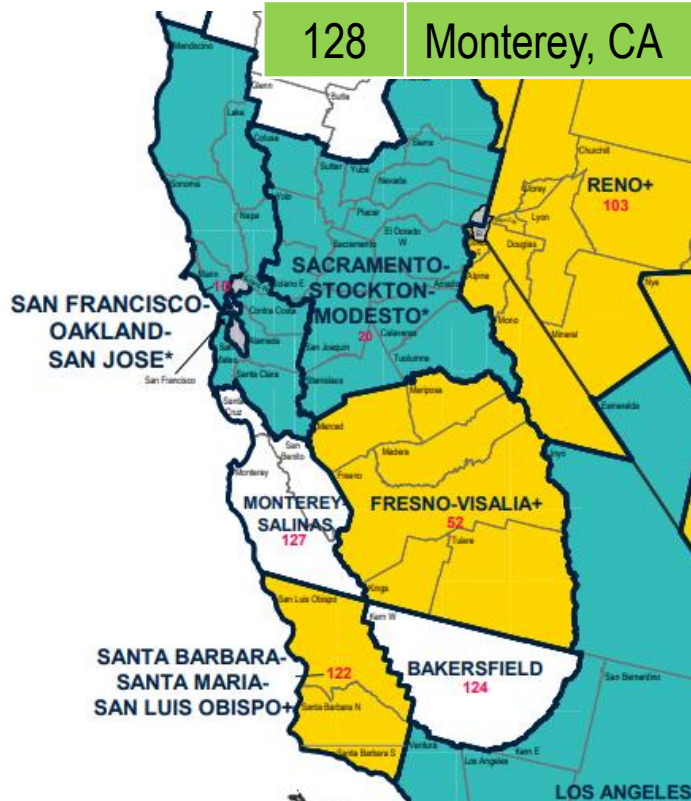 128 Monterey, CA
Mendocino
Glenn
Butte
Lake
Colusa
Sierra
Sutter
Yuba
Nevada
Churchill
Sonoma
Napa
Yolo
Placer
Storey
RENO+
103
Lyon
El Dorado
W
Douglas
Sacramento
Marin
10
Solano E
SACRAMENTO-
STOCKTON-
MODESTO*
20
Alpine
Nye
SAN FRANCISCO-
OAKLAND-
SAN JOSE*
Contra Costa
Alameda
San Joaquin
Calaveras
Mono
Mineral
San
Mateo
Tuolumne
San Francisco
Santa Clara
Stanislaus
Mariposa
Santa
Cruz
Esmeralda
Merced
San
Benito
Madera
Inyo
Monterey
Fresno
MONTEREY-
SALINAS
127
FRESNO-VISALIA+
52
Tulare
Kings
San Luis Obispo
Kern W
SANTA BARBARA-
SANTA MARIA-
SAN LUIS OBISPO+
122
BAKERSFIELD
124
San Bernardino
Santa Barbara N
Santa Barbara S
Ventura
Kern E
Los Angeles
LOS ANGELES